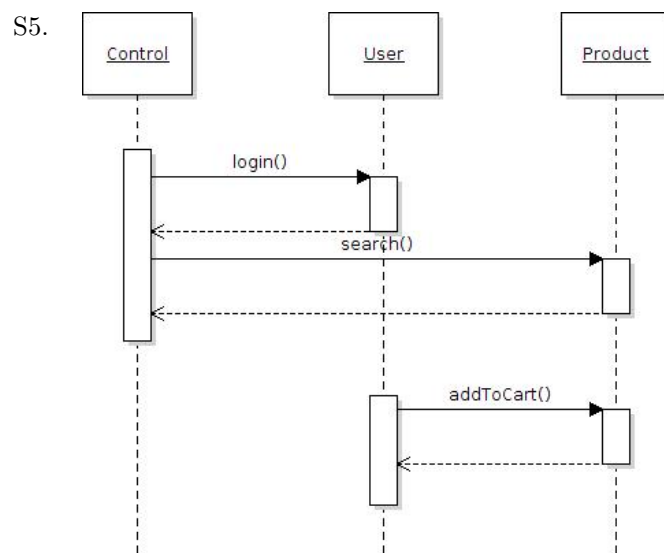 S5.
Control User Product
login()
search()
addToCart()